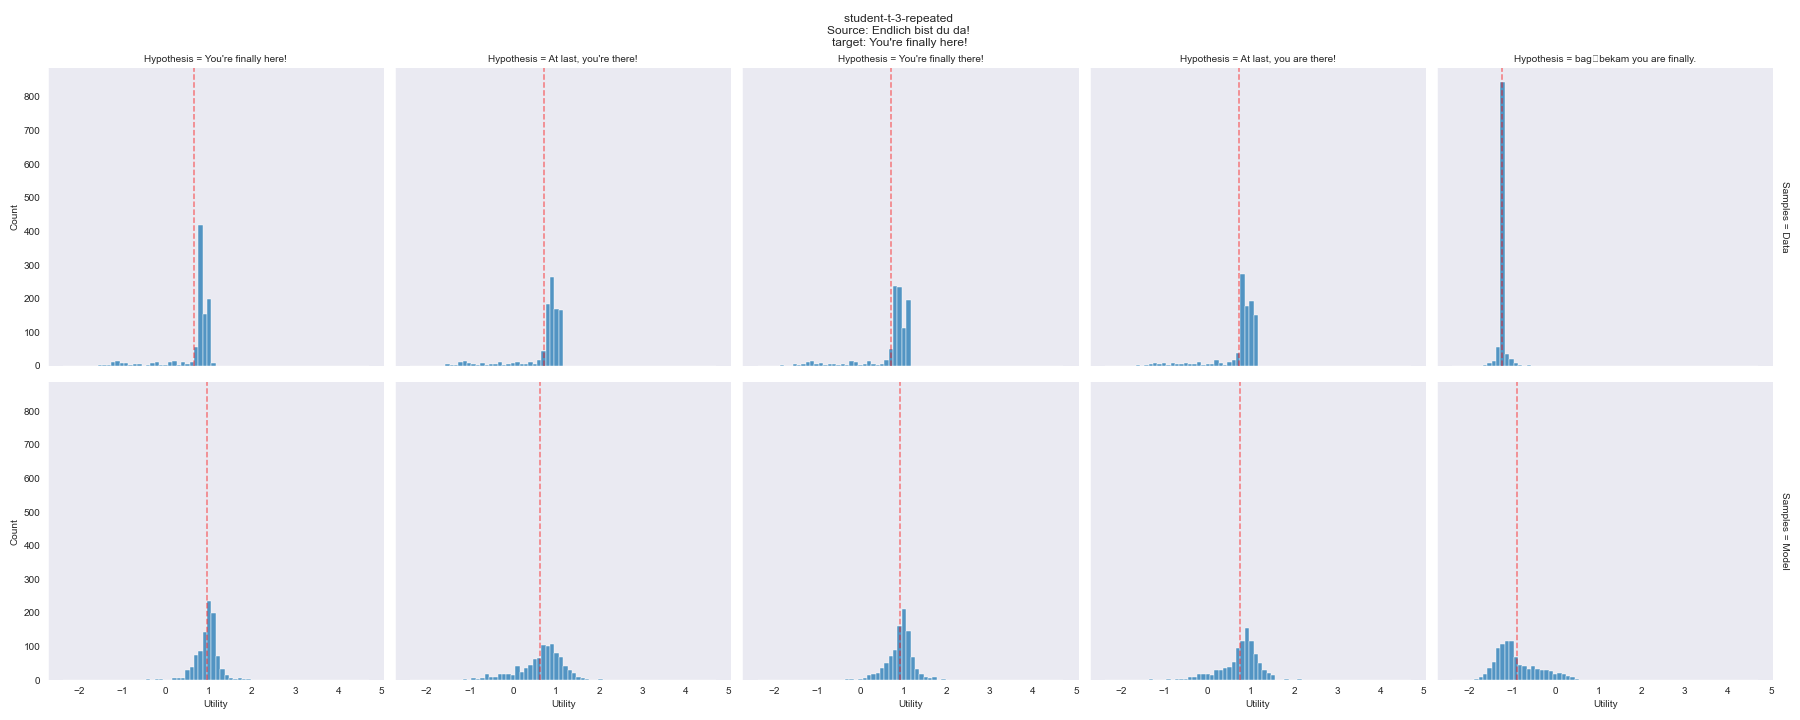 student-t-3-repeated
Source: Endlich bist du da!
target: You're finally here!
Hypothesis = You're finally here!
Hypothesis = At last, you're there!
Hypothesis = You're finally there!
Hypothesis = At last, you are there!
Hypothesis = bag□bekam you are finally.
800
700
600
500
400
300
200
100
0
Count
Samples = Data
800
700
600
500
400
300
200
100
0
Count
Samples = Model
−2 −1 0 1 2 3 4 5
−2 −1 0 1 2 3 4 5
−2 −1 0 1 2 3 4 5
−2 −1 0 1 2 3 4 5
−2 −1 0 1 2 3 4 5
Utility
Utility
Utility
Utility
Utility